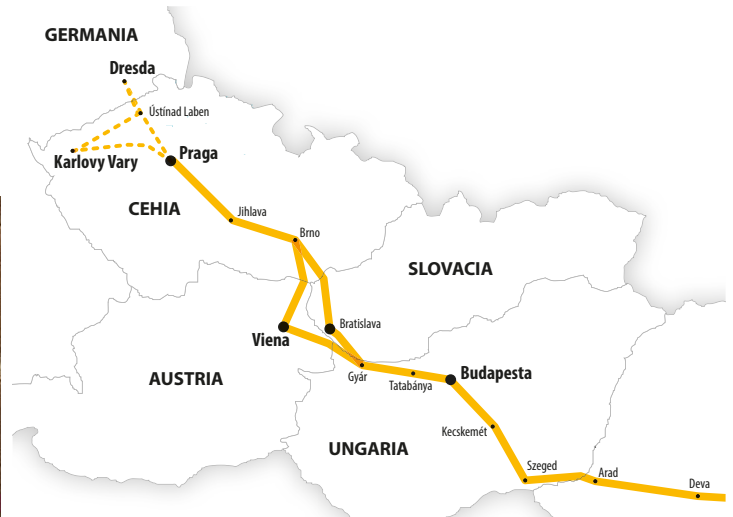 GERMANIA
Dresda
Ústínad Laben
Karlovy Vary
Praga
CEHIA
Jihlava
Brno
SLOVACIA
Viena
Bratislava
AUSTRIA
Gyár
Tatabánya
Budapesta
Kecskemét
UNGARIA
Szeged
Arad
Deva